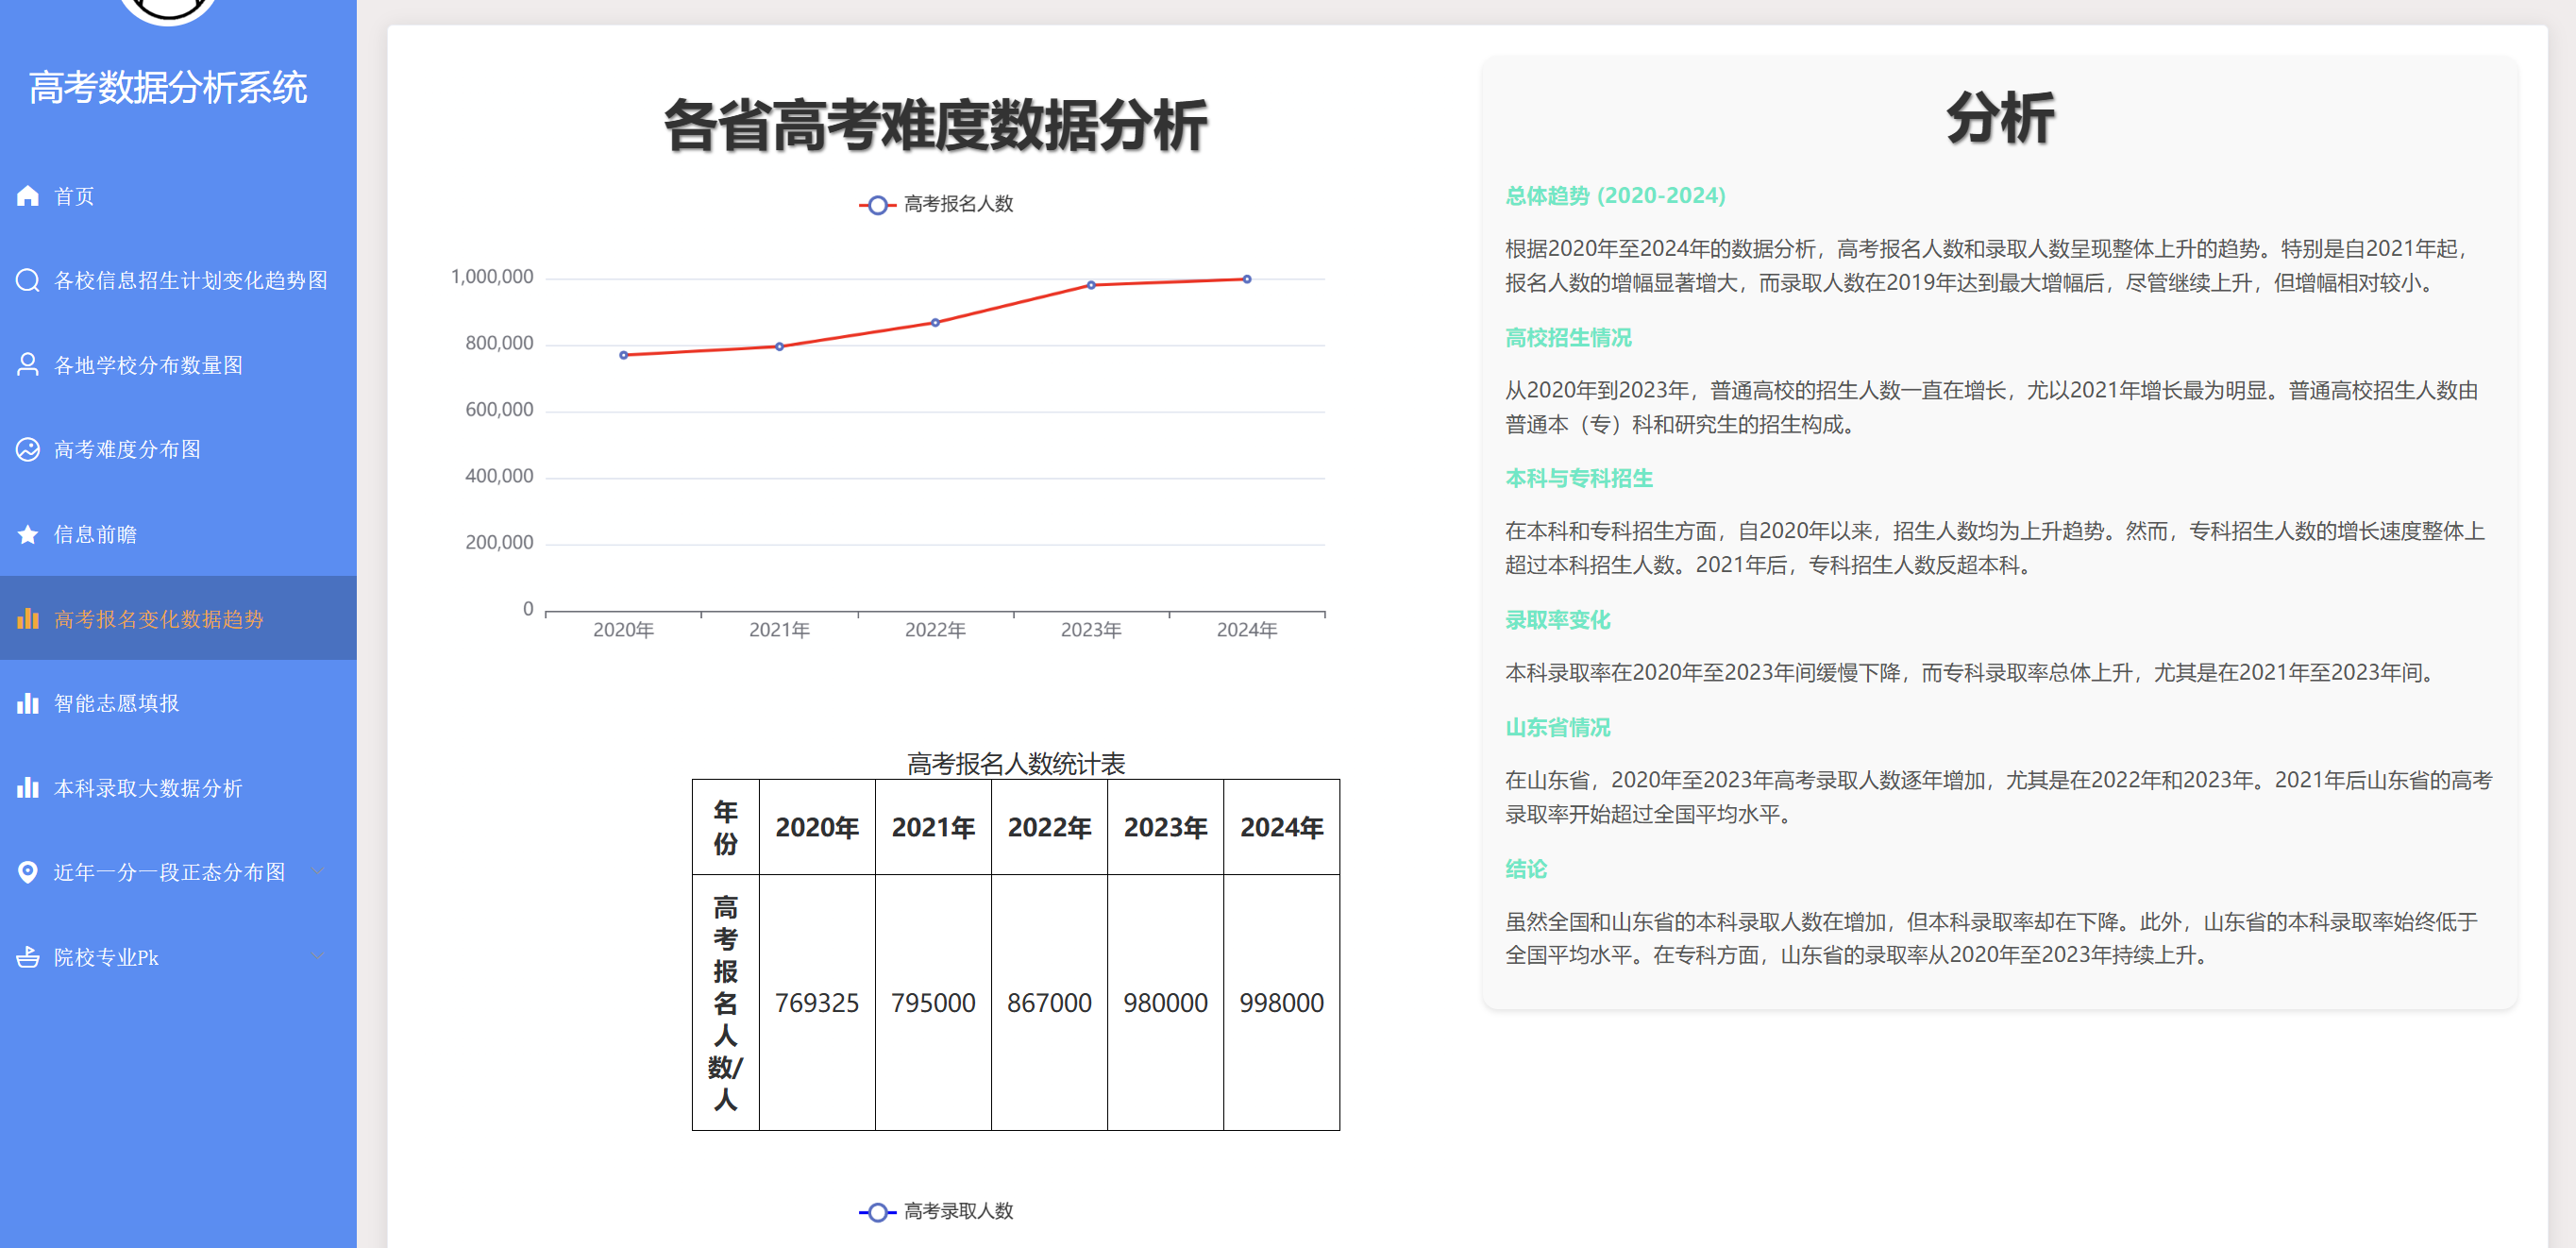 高考数据分析系统
首页
各校信息招生计划变化趋势图
各地学校分布数量图
高考难度分布图
信息前瞻
高考报名变化数据趋势
智能志愿填报
本科录取大数据分析
近年一分一段正态分布图
院校专业Pk
各省高考难度数据分析
高考报名人数
1,000,000
800,000
600,000
400,000
200,000
0
2020年 2021年 2022年 2023年 2024年
高考报名人数统计表
年份 2020年 2021年 2022年 2023年 2024年
高考报名人数/人 769325 795000 867000 980000 998000
高考录取人数
分析
总体趋势 (2020-2024)
根据2020年至2024年的数据分析，高考报名人数和录取人数呈现整体上升的趋势。特别是自2021年起，
报名人数的增幅显著增大，而录取人数在2019年达到最大增幅后，尽管继续上升，但增幅相对较小。
高校招生情况
从2020年到2023年，普通高校的招生人数一直在增长，尤以2021年增长最为明显。普通高校招生人数由
普通本（专）科和研究生的招生构成。
本科与专科招生
在本科和专科招生方面，自2020年以来，招生人数均为上升趋势。然而，专科招生人数的增长速度整体上
超过本科招生人数。2021年后，专科招生人数反超本科。
录取率变化
本科录取率在2020年至2023年间缓慢下降，而专科录取率总体上升，尤其是在2021年至2023年间。
山东省情况
在山东省，2020年至2023年高考录取人数逐年增加，尤其是在2022年和2023年。2021年后山东省的高考
录取率开始超过全国平均水平。
结论
虽然全国和山东省的本科录取人数在增加，但本科录取率却在下降。此外，山东省的本科录取率始终低于
全国平均水平。在专科方面，山东省的录取率从2020年至2023年持续上升。